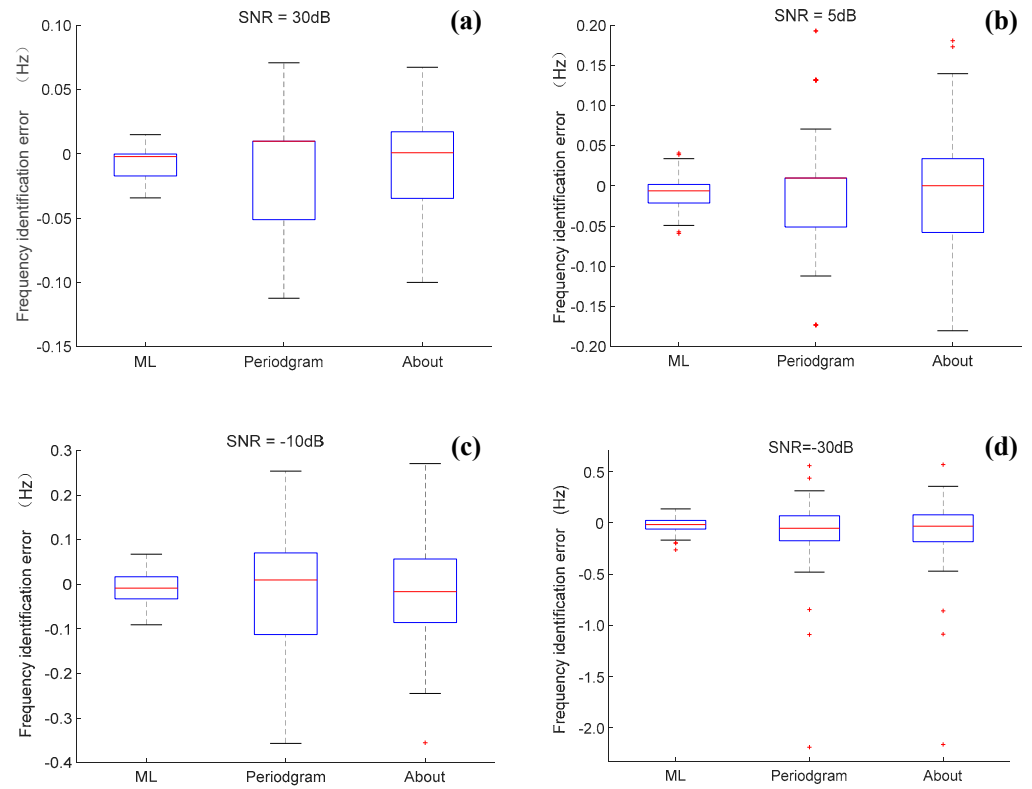 SNR = 30dB
(a)
Frequency identification error （Hz）
0.10
0.05
0
-0.05
-0.10
-0.15
ML Periodgram About
SNR = 5dB
(b)
Frequency identification error （Hz）
0.20
0.15
0.10
0.05
0
-0.05
-0.10
-0.15
-0.20
ML Periodgram About
SNR = -10dB
(c)
Frequency identification error （Hz）
0.3
0.2
0.1
0
-0.1
-0.2
-0.3
-0.4
ML Periodgram About
SNR=-30dB
(d)
Frequency identification error (Hz)
0.5
0
-0.5
-1.0
-1.5
-2.0
ML Periodgram About